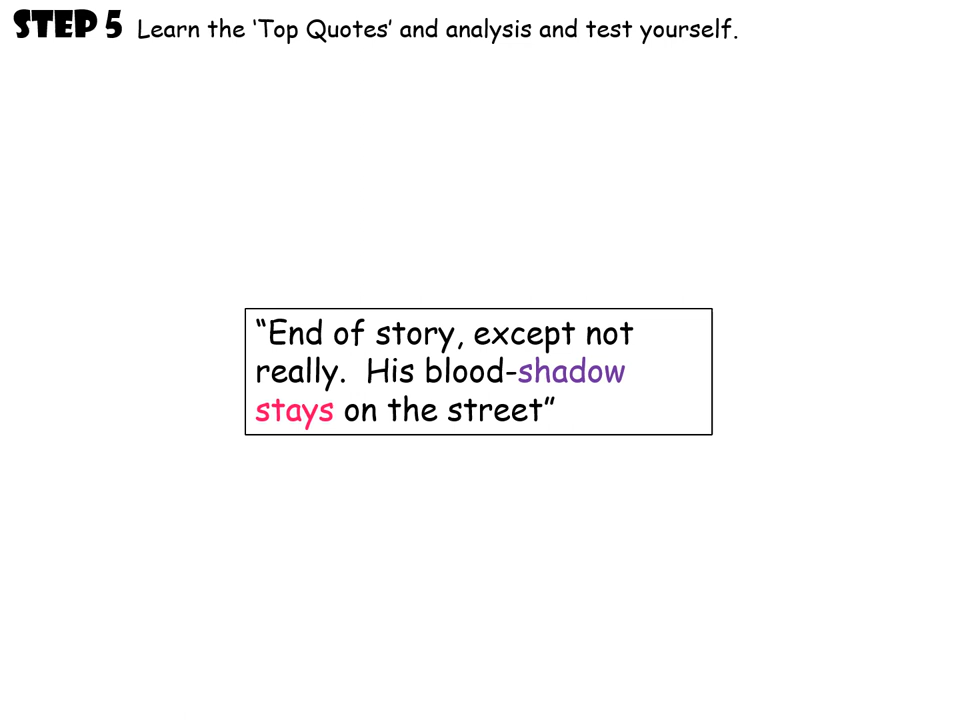 STEP 5 Learn the ‘Top Quotes’ and analysis and test yourself.
“End of story, except not
really.  His blood-shadow
stays on the street”